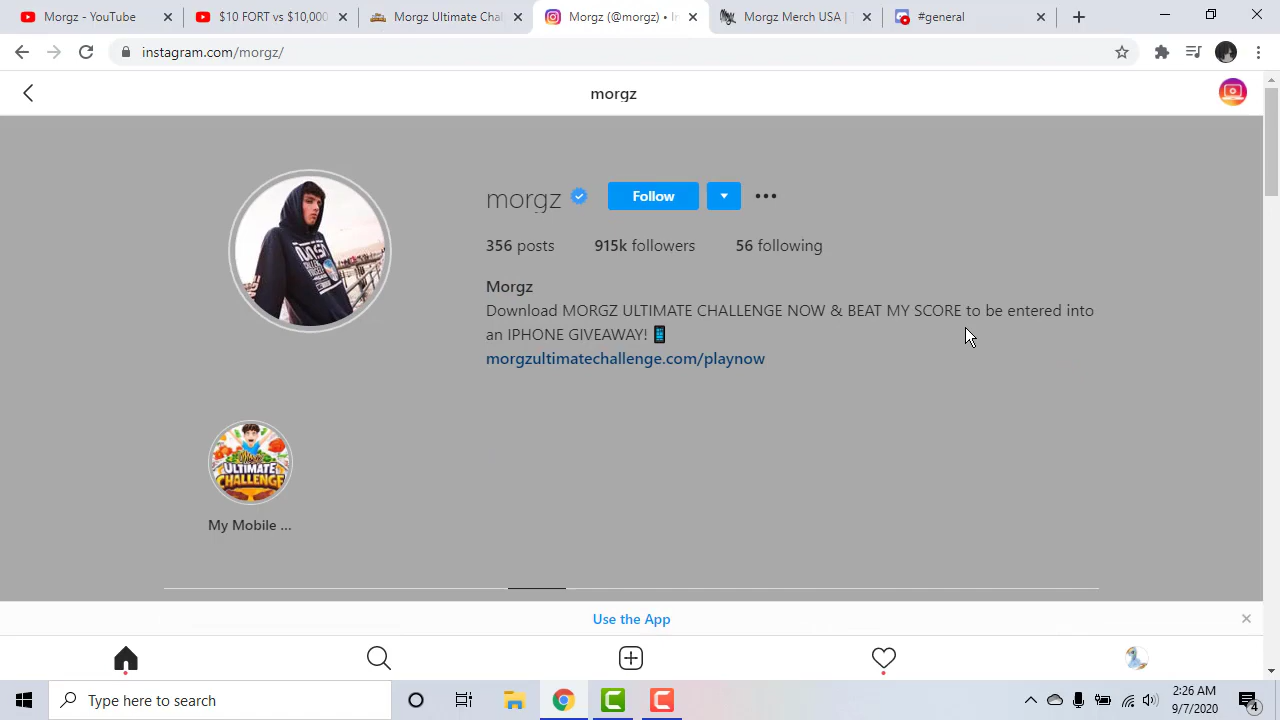 Morgz - YouTube
$10 FORT vs $10,000
Morgz Ultimate Chal
Morgz (@morgz) • In
Morgz Merch USA | T
#general
instagram.com/morgz/
morgz
morgz Follow
356 posts 915k followers 56 following
Morgz
Download MORGZ ULTIMATE CHALLENGE NOW & BEAT MY SCORE to be entered into
an IPHONE GIVEAWAY!
morgzultimatechallenge.com/playnow
ULTIMATE
CHALLENGE
My Mobile ...
Use the App
Type here to search
2:26 AM
9/7/2020
4